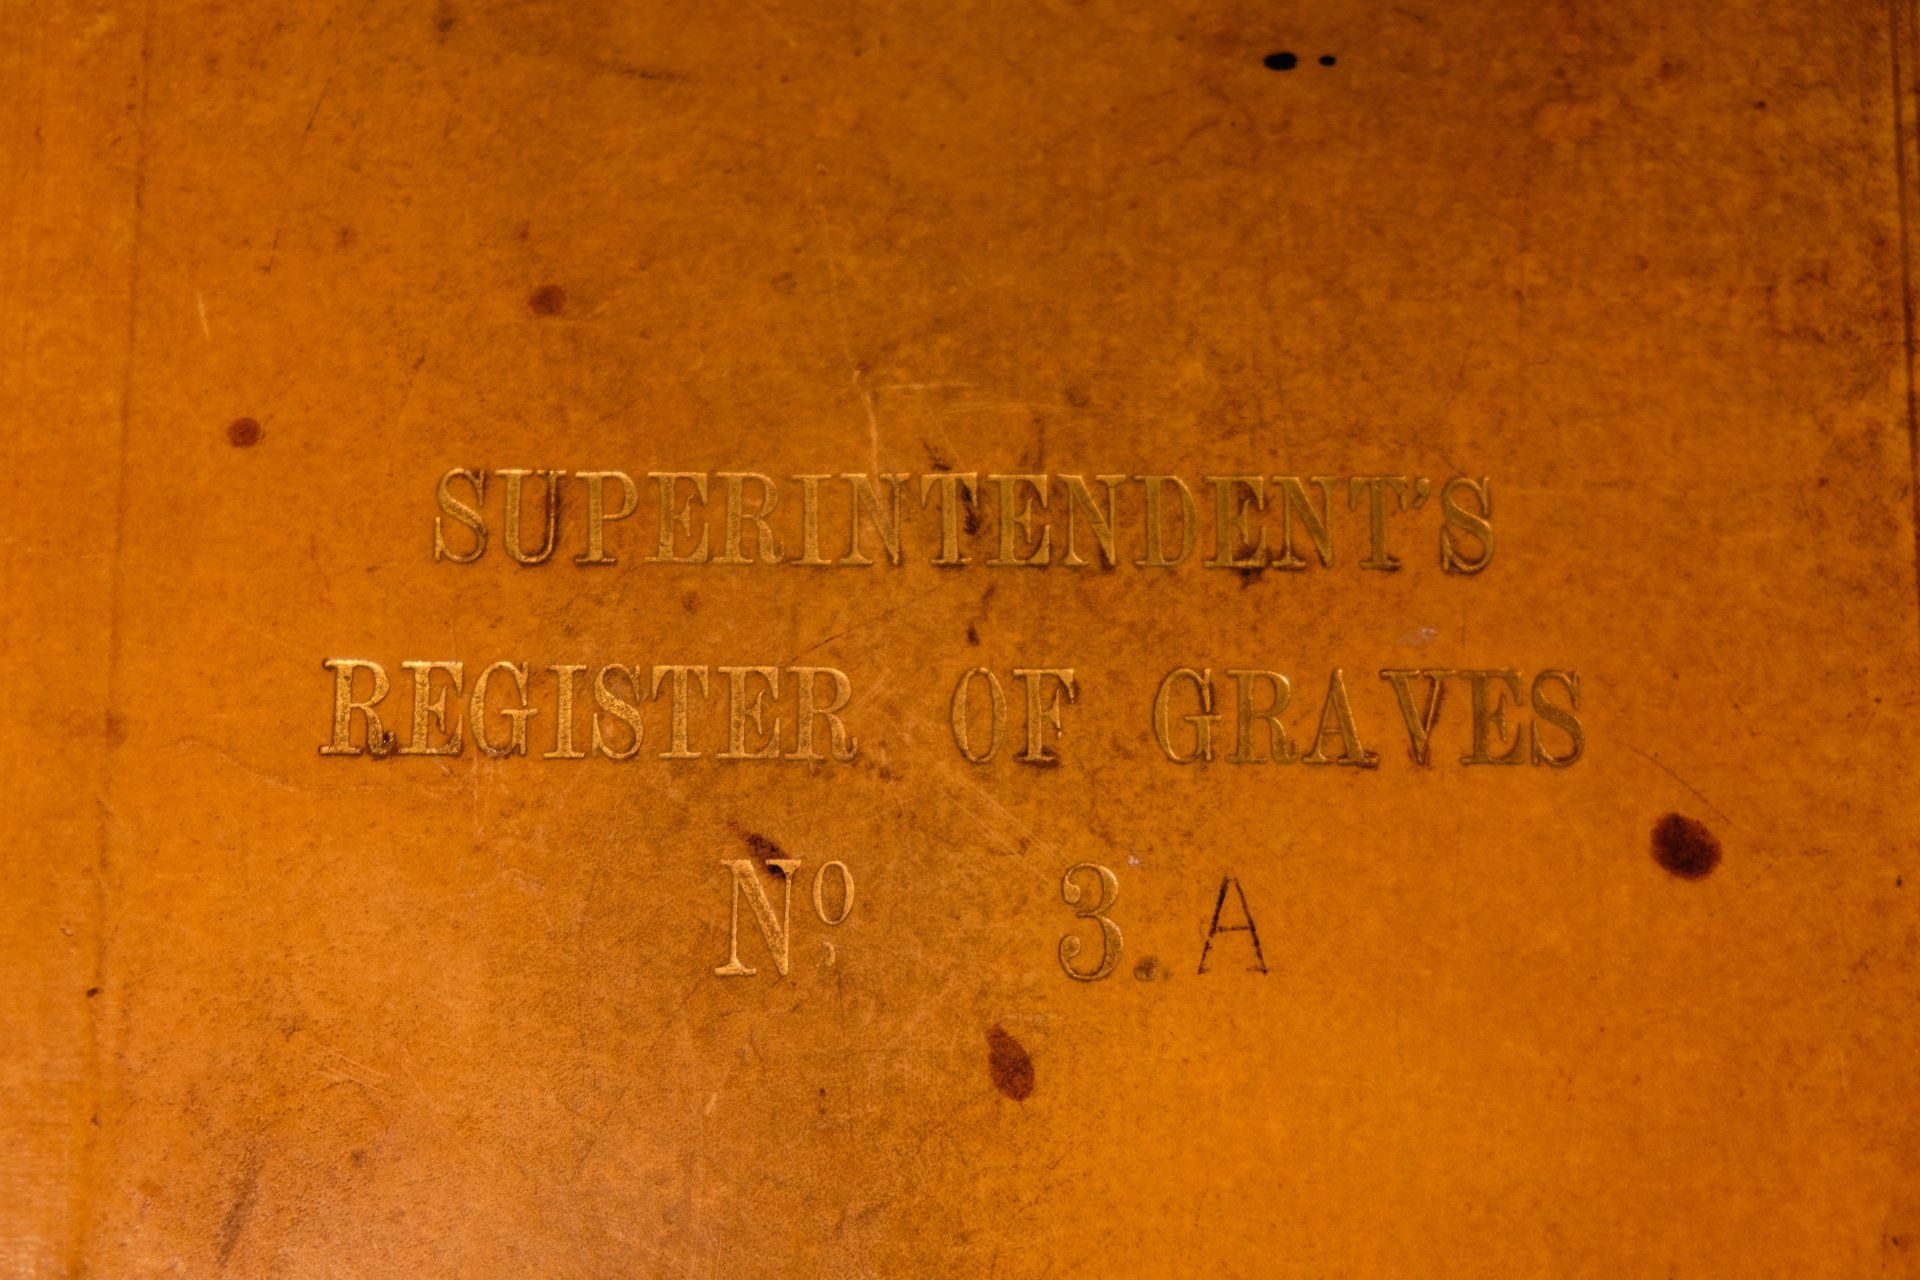 SUPERINTENDENT'S
REGISTER OF GRAVES
Nº 3. A